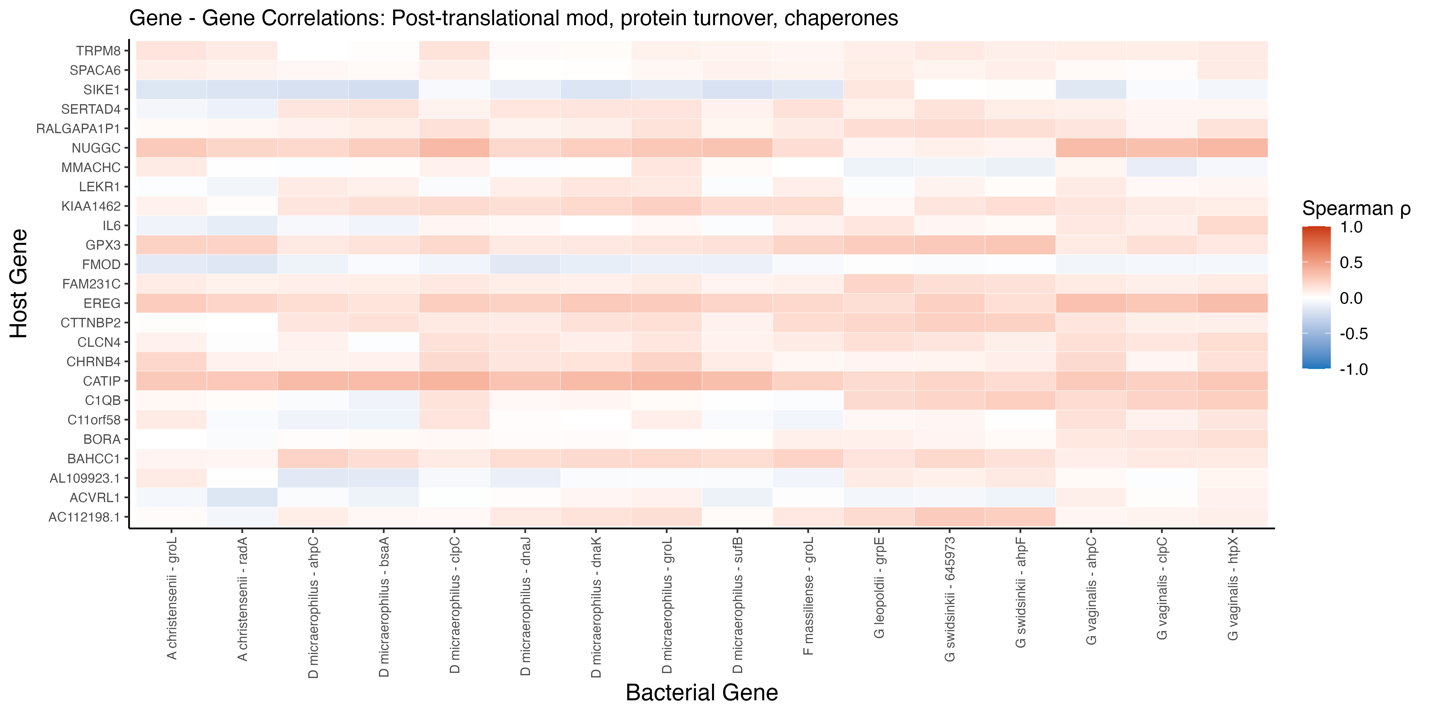 Gene - Gene Correlations: Post-translational mod, protein turnover, chaperones
Host Gene
TRPM8
SPACA6
SIKE1
SERTAD4
RALGAPA1P1
NUGGC
MMACHC
LEKR1
KIAA1462
IL6
GPX3
FMOD
FAM231C
EREG
CTTNBP2
CLCN4
CHRNB4
CATIP
C1QB
C11orf58
BORA
BAHCC1
AL109923.1
ACVRL1
AC112198.1
A christensenii - groL
A christensenii - radA
D micraerophilus - ahpC
D micraerophilus - bsaA
D micraerophilus - clpC
D micraerophilus - dnaJ
D micraerophilus - dnaK
D micraerophilus - groL
D micraerophilus - sufB
F massiliense - groL
G leopoldii - grpE
G swidsinkii - 645973
G swidsinkii - ahpF
G vaginalis - ahpC
G vaginalis - clpC
G vaginalis - htpX
Bacterial Gene
Spearman ρ
1.0
0.5
0.0
-0.5
-1.0